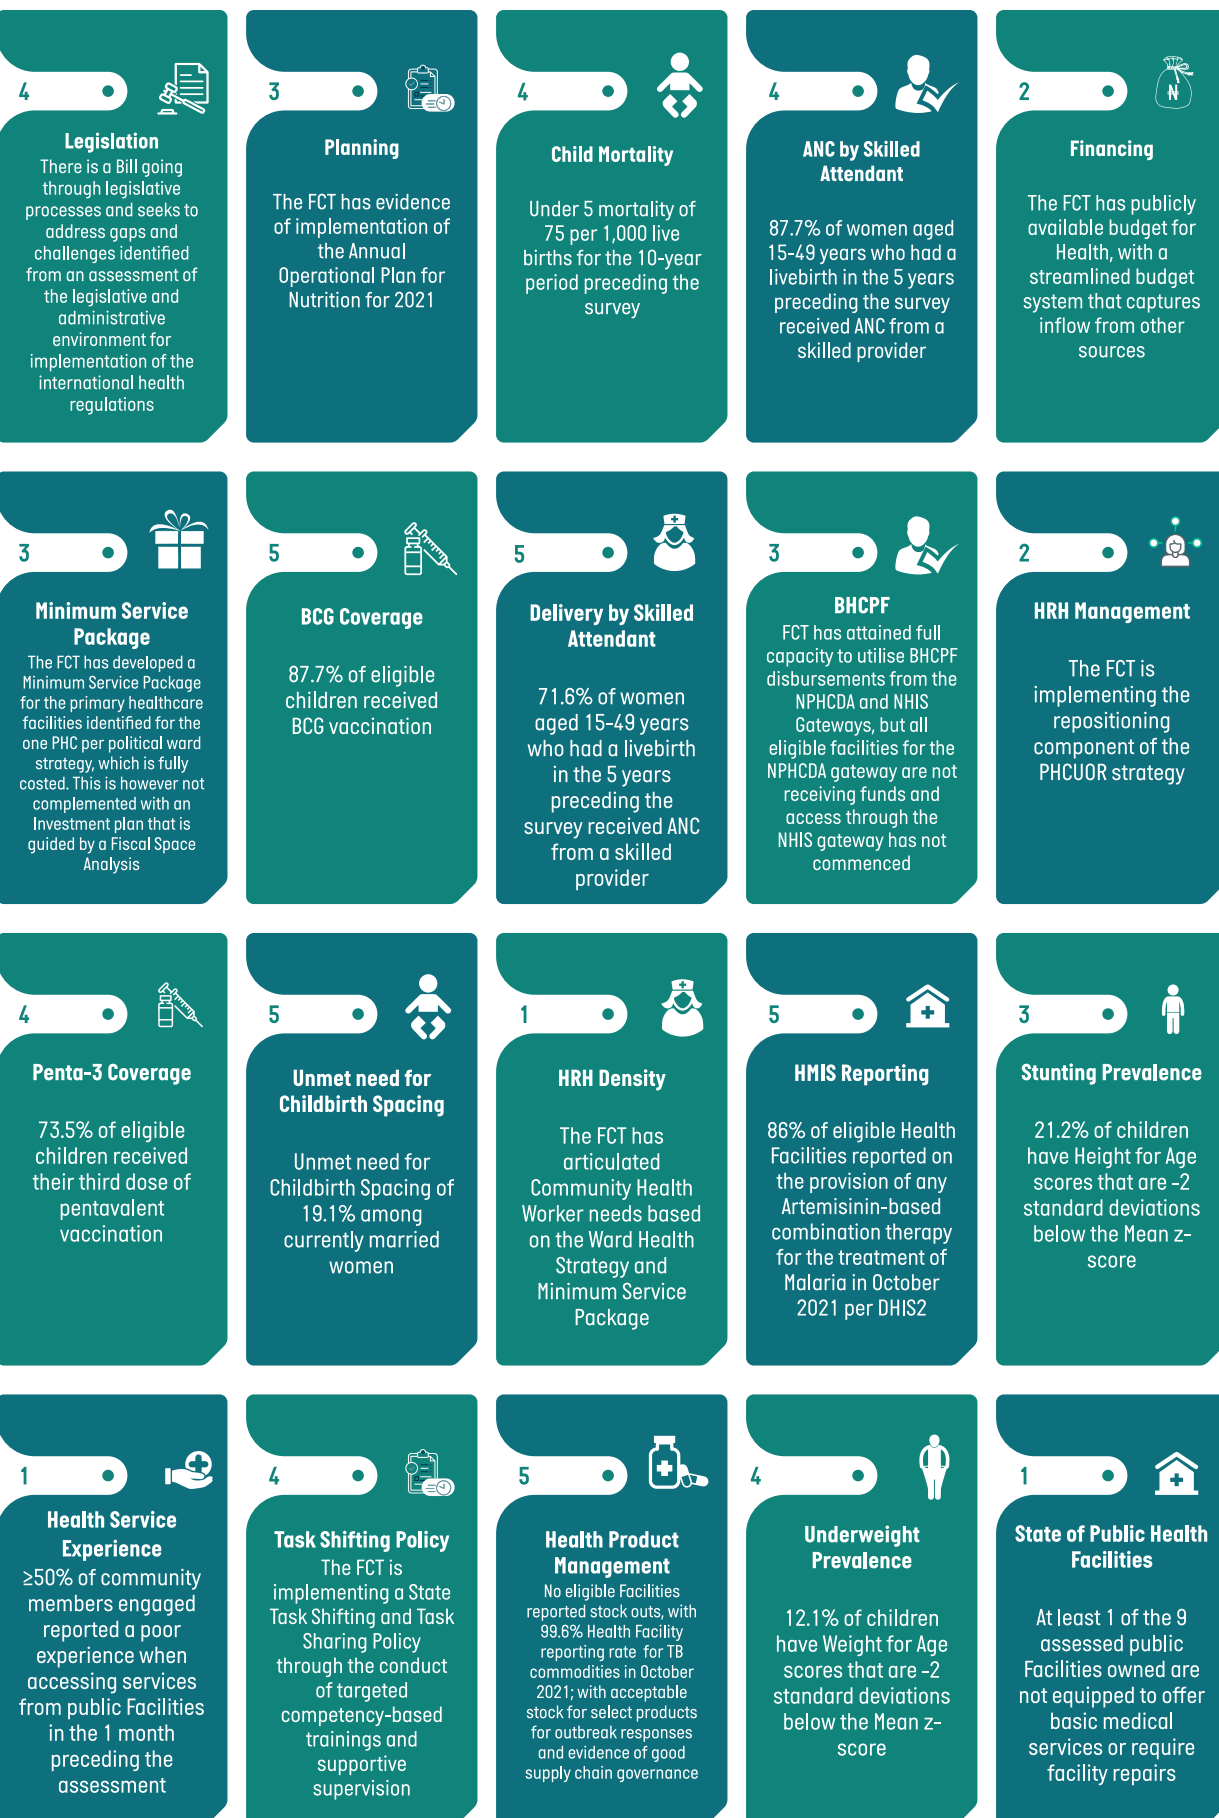 4
Legislation
There is a Bill going
through legislative
processes and seeks to
address gaps and
challenges identified
from an assessment of
the legislative and
administrative
environment for
implementation of the
international health
regulations
3
Planning
The FCT has evidence
of implementation of
the Annual
Operational Plan for
Nutrition for 2021
4
Child Mortality
Under 5 mortality of
75 per 1,000 live
births for the 10-year
period preceding the
survey
4
ANC by Skilled
Attendant
87.7% of women aged
15-49 years who had a
livebirth in the 5 years
preceding the survey
received ANC from a
skilled provider
2
₦
Financing
The FCT has publicly
available budget for
Health, with a
streamlined budget
system that captures
inflow from other
sources
3
Minimum Service
Package
The FCT has developed a
Minimum Service Package
for the primary healthcare
facilities identified for the
one PHC per political ward
strategy, which is fully
costed. This is however not
complemented with an
Investment plan that is
guided by a Fiscal Space
Analysis
5
BCG Coverage
87.7% of eligible
children received
BCG vaccination
5
Delivery by Skilled
Attendant
71.6% of women
aged 15-49 years
who had a livebirth
in the 5 years
preceding the
survey received ANC
from a skilled
provider
3
BHCPF
FCT has attained full
capacity to utilise BHCPF
disbursements from the
NPHCDA and NHIS
Gateways, but all
eligible facilities for the
NPHCDA gateway are not
receiving funds and
access through the
NHIS gateway has not
commenced
2
HRH Management
The FCT is
implementing the
repositioning
component of the
PHCUOR strategy
4
Penta-3 Coverage
73.5% of eligible
children received
their third dose of
pentavalent
vaccination
5
Unmet need for
Childbirth Spacing
Unmet need for
Childbirth Spacing of
19.1% among
currently married
women
1
HRH Density
The FCT has
articulated
Community Health
Worker needs based
on the Ward Health
Strategy and
Minimum Service
Package
5
HMIS Reporting
86% of eligible Health
Facilities reported on
the provision of any
Artemisinin-based
combination therapy
for the treatment of
Malaria in October
2021 per DHIS2
3
Stunting Prevalence
21.2% of children
have Height for Age
scores that are -2
standard deviations
below the Mean z-
score
1
Health Service
Experience
≥50% of community
members engaged
reported a poor
experience when
accessing services
from public Facilities
in the 1 month
preceding the
assessment
4
Task Shifting Policy
The FCT is
implementing a State
Task Shifting and Task
Sharing Policy
through the conduct
of targeted
competency-based
trainings and
supportive
supervision
5
Health Product
Management
No eligible Facilities
reported stock outs, with
99.6% Health Facility
reporting rate for TB
commodities in October
2021; with acceptable
stock for select products
for outbreak responses
and evidence of good
supply chain governance
4
Underweight
Prevalence
12.1% of children
have Weight for Age
scores that are -2
standard deviations
below the Mean z-
score
1
State of Public Health
Facilities
At least 1 of the 9
assessed public
Facilities owned are
not equipped to offer
basic medical
services or require
facility repairs